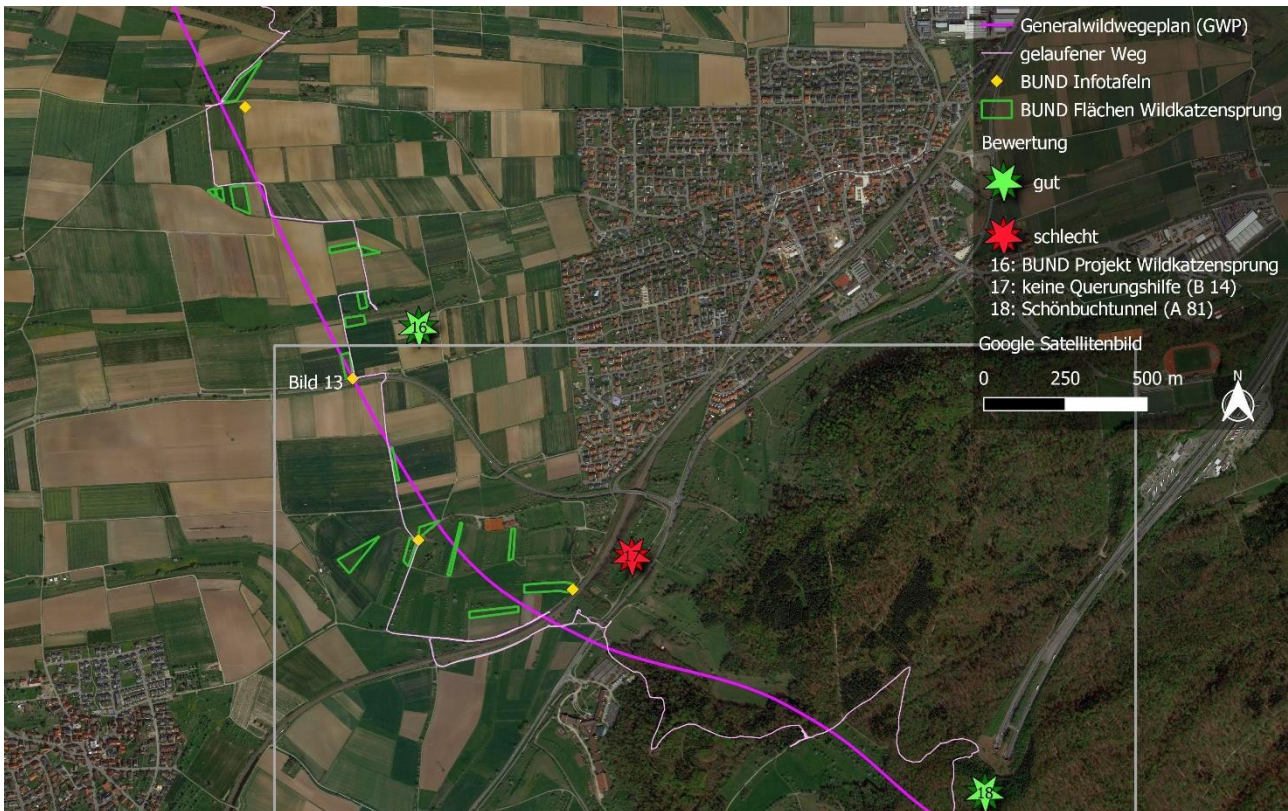 Generalwildwegeplan (GWP)
gelaufener Weg
BUND Infotafeln
BUND Flächen Wildkatzensprung
Bewertung
gut
schlecht
16: BUND Projekt Wildkatzensprung
17: keine Querungshilfe (B 14)
18: Schönbuchtunnel (A 81)
Google Satellitenbild
0 250 500 m
N
16
Bild 13
17
18